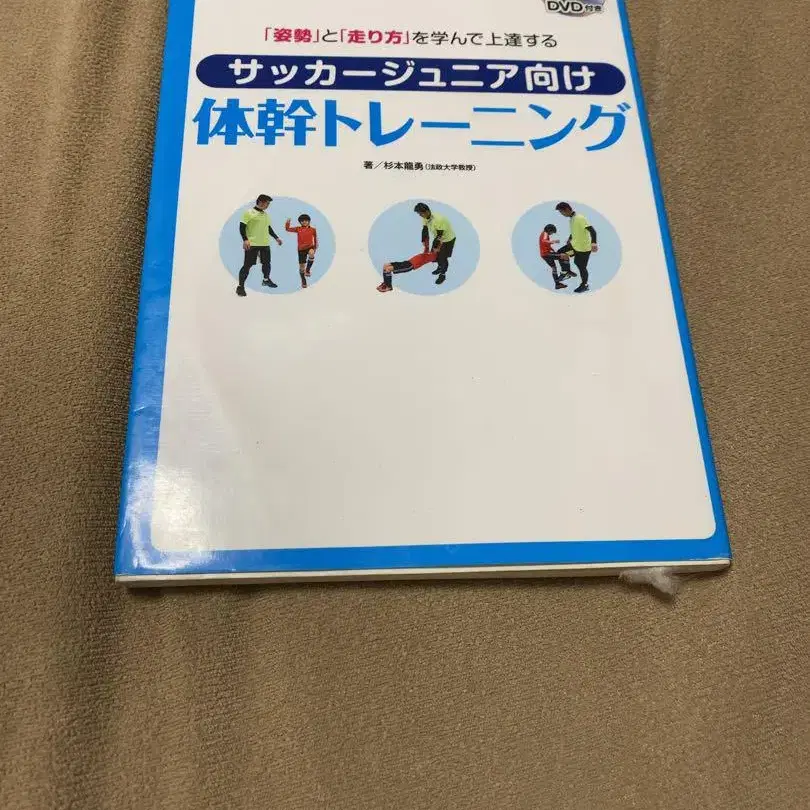 DVD付き
「姿勢」と「走り方」を学んで上達する
サッカージュニア向け
体幹トレーニング
著／杉本龍勇(法政大学教授)